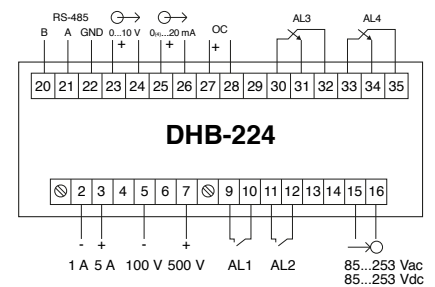 RS-485
B A GND 0...10 V 0(4)...20 mA OC AL3 AL4
+ + +
20 21 22 23 24 25 26 27 28 29 30 31 32 33 34 35
DHB-224
2 3 4 5 6 7 9 10 11 12 13 14 15 16
- + - +
1 A 5 A 100 V 500 V AL1 AL2 85...253 Vac
85...253 Vdc